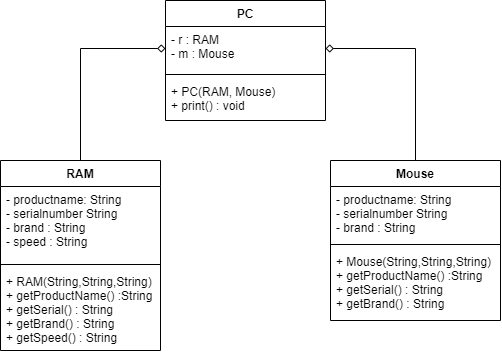 PC
- r : RAM
- m : Mouse
+ PC(RAM, Mouse)
+ print() : void
RAM
- productname: String
- serialnumber String
- brand : String
- speed : String
+ RAM(String,String,String)
+ getProductName() :String
+ getSerial() : String
+ getBrand() : String
+ getSpeed() : String
Mouse
- productname: String
- serialnumber String
- brand : String
+ Mouse(String,String,String)
+ getProductName() :String
+ getSerial() : String
+ getBrand() : String